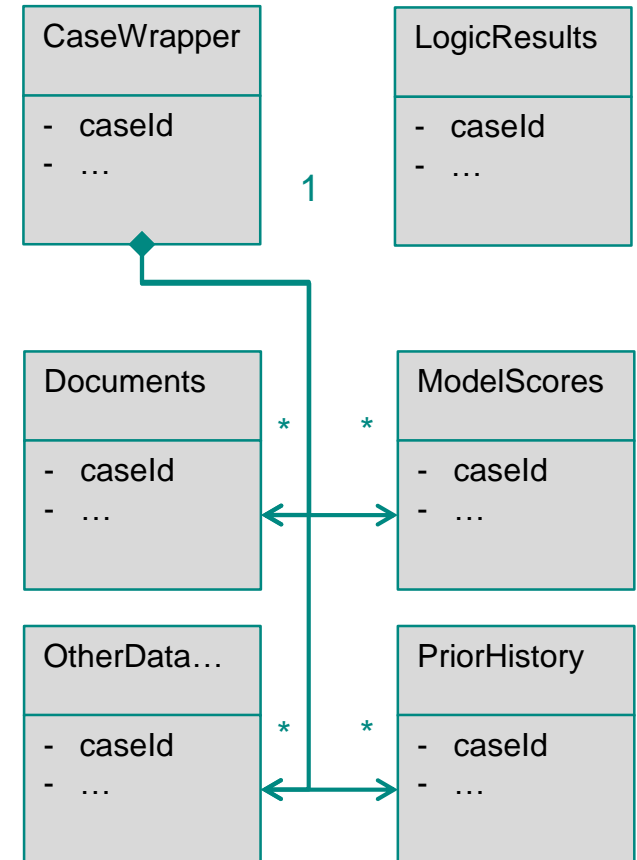 CaseWrapper
- caseId
- …
LogicResults
- caseId
- …
1
Documents
- caseId
- …
*
*
ModelScores
- caseId
- …
OtherData…
- caseId
- …
*
*
PriorHistory
- caseId
- …